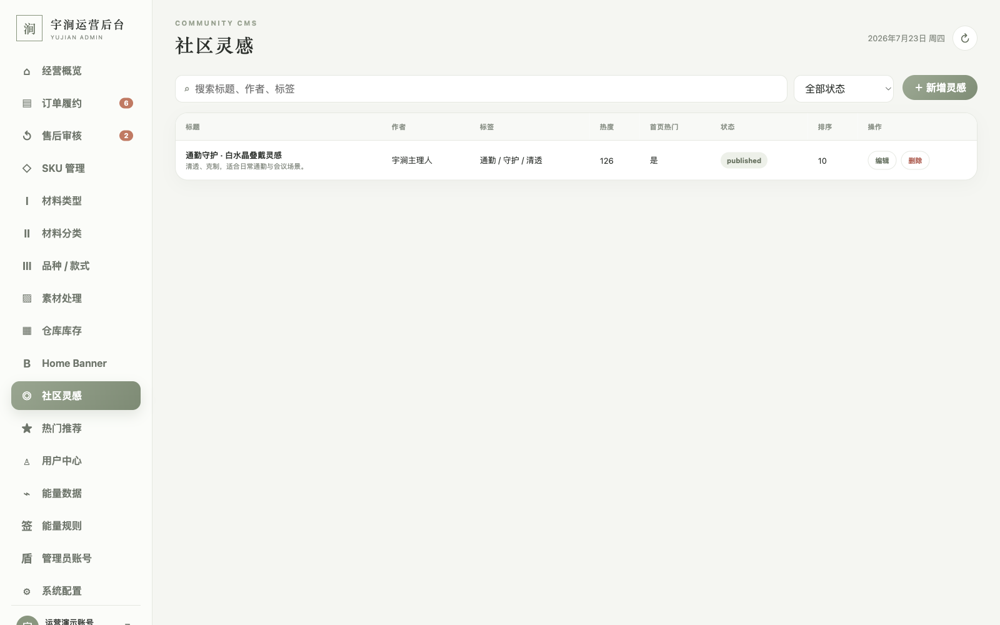 涧
宇涧运营后台
YUJIAN ADMIN
经营概览
订单履约 6
售后审核 2
SKU 管理
I 材料类型
II 材料分类
III 品种 / 款式
素材处理
仓库库存
B Home Banner
社区灵感
热门推荐
用户中心
能量数据
签 能量规则
盾 管理员账号
系统配置
运营演示账号
COMMUNITY CMS
社区灵感
2026年7月23日 周四
搜索标题、作者、标签
全部状态
+ 新增灵感
标题 作者 标签 热度 首页热门 状态 排序 操作
通勤守护 · 白水晶叠戴灵感
清透、克制，适合日常通勤与会议场景。
宇涧主理人 通勤 / 守护 / 清透 126 是 published 10 编辑 删除